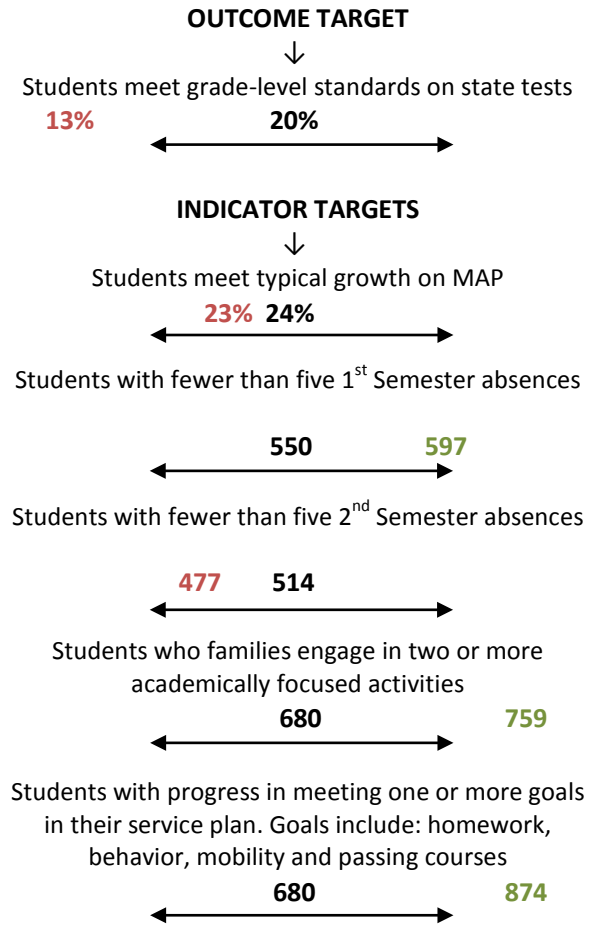 OUTCOME TARGET
↓
Students meet grade-level standards on state tests
13% 20%
INDICATOR TARGETS
↓
Students meet typical growth on MAP
23% 24%
Students with fewer than five 1st Semester absences
550 597
Students with fewer than five 2nd Semester absences
477 514
Students who families engage in two or more
academically focused activities
680 759
Students with progress in meeting one or more goals
in their service plan. Goals include: homework,
behavior, mobility and passing courses
680 874